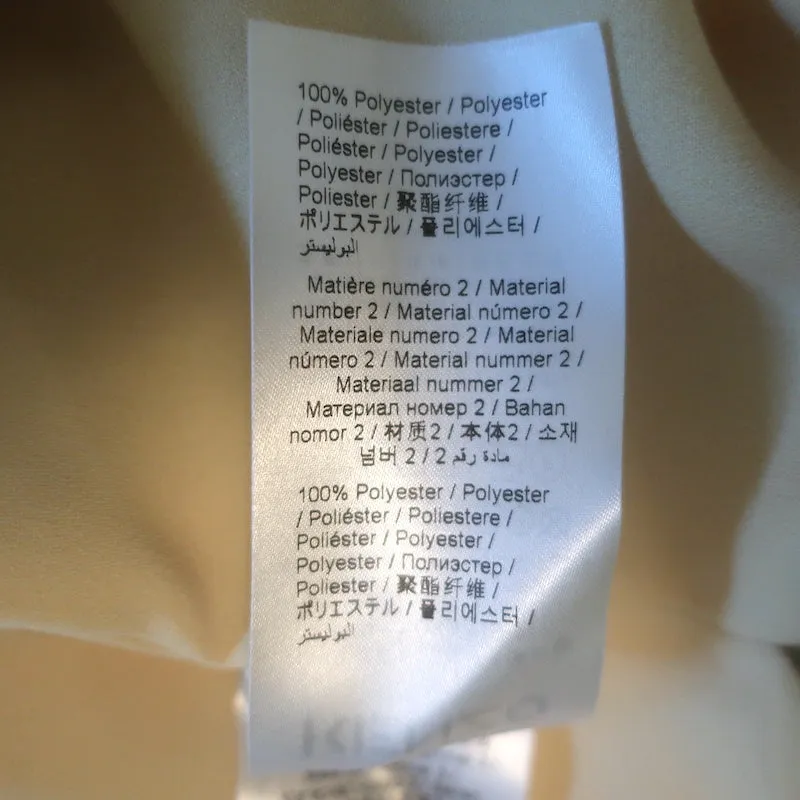 100% Polyester / Polyester
/ Poliéster / Poliestere /
Poliéster / Polyester /
Polyester / Полиэстер /
Poliester / 聚酯纤维 /
ポリエステル / 폴리에스터 /
البوليستر
Matière numéro 2 / Material
number 2 / Material número 2 /
Materiale numero 2 / Material
número 2 / Material nummer 2 /
Materiaal nummer 2 /
Материал номер 2 / Bahan
nomor 2 / 材质2 / 本体2 / 소재
넘버 2 / مادة رقم 2
100% Polyester / Polyester
/ Poliéster / Poliestere /
Poliéster / Polyester /
Polyester / Полиэстер /
Poliester / 聚酯纤维 /
ポリエステル / 폴리에스터 /
البوليستر